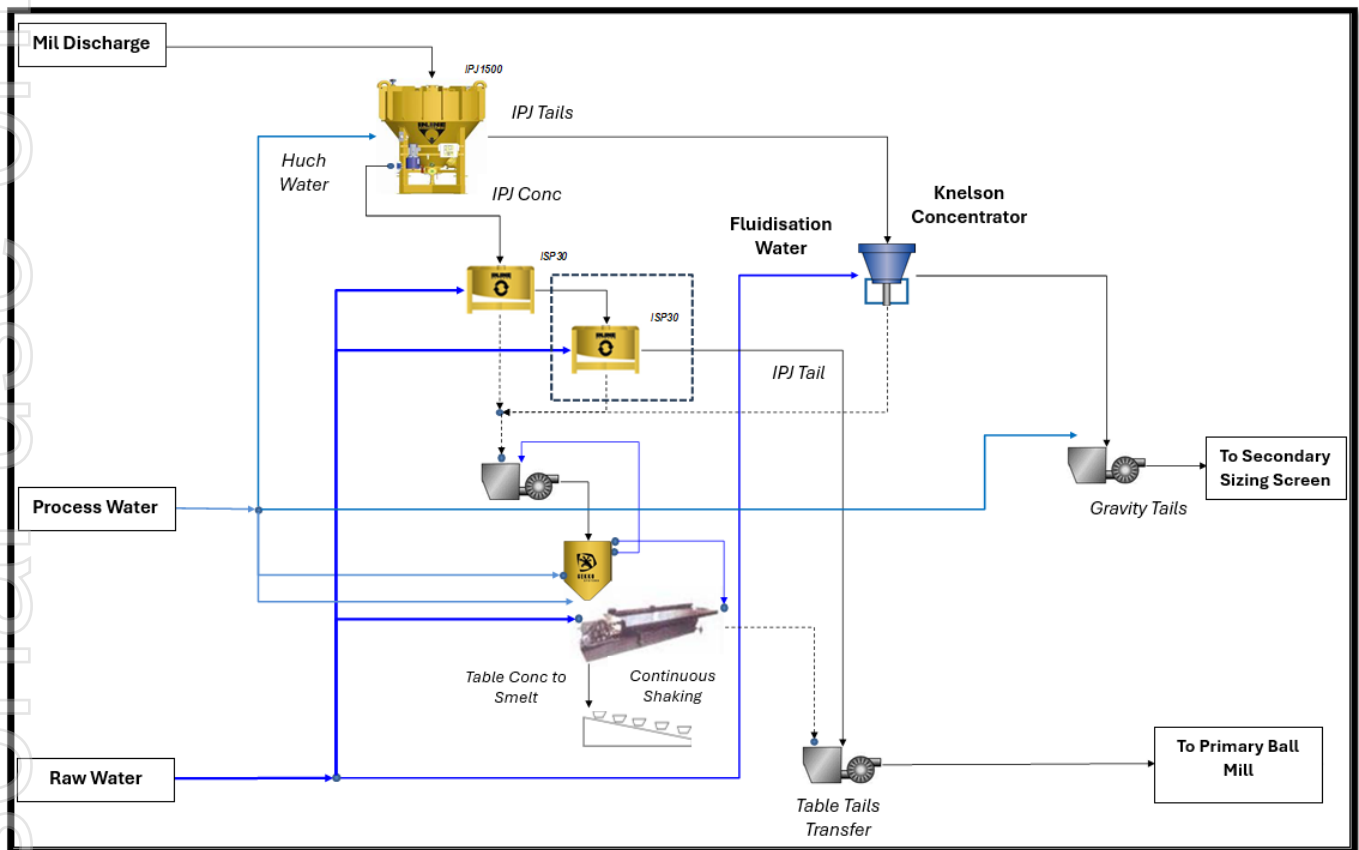 Mil Discharge
IPJ1500
IPJ Tails
Huch
Water
IPJ Conc
Knelson
Concentrator
Fluidisation
Water
ISP30
ISP30
IPJ Tail
To Secondary
Sizing Screen
Process Water
Gravity Tails
Table Conc to
Smelt
Continuous
Shaking
Raw Water
To Primary Ball
Mill
Table Tails
Transfer